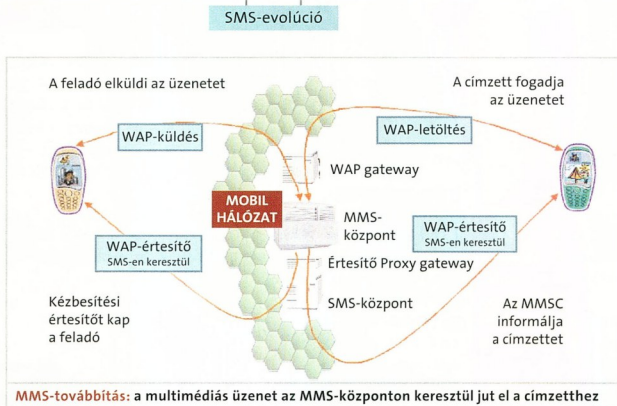 SMS-evolúció
A feladó elküldi az üzenetet
A címzett fogadja
az üzenetet
WAP-küldés
WAP-letöltés
WAP gateway
MOBIL
HÁLÓZAT
MMS-
központ
WAP-értesítő
SMS-en keresztül
WAP-értesítő
SMS-en keresztül
Értesítő Proxy gateway
SMS-központ
Kézbesítési
értesítőt kap
a feladó
Az MMSC
informálja
a címzettet
MMS-továbbítás: a multimédiás üzenet az MMS-központon keresztül jut el a címzetthez